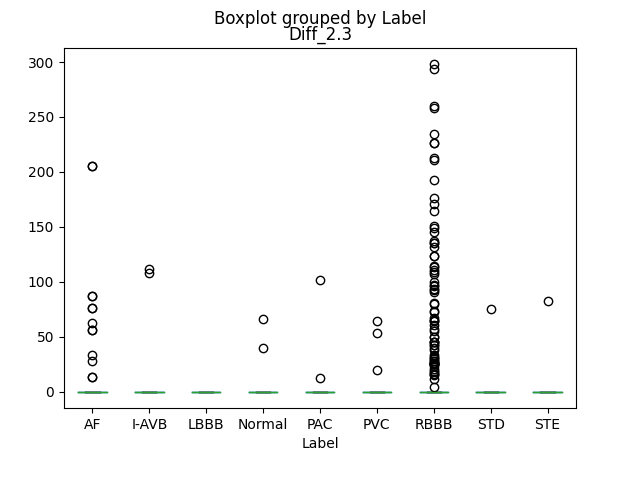 Boxplot grouped by Label
Diff_2.3
300
250
200
150
100
50
0
AF I-AVB LBBB Normal PAC PVC RBBB STD STE
Label